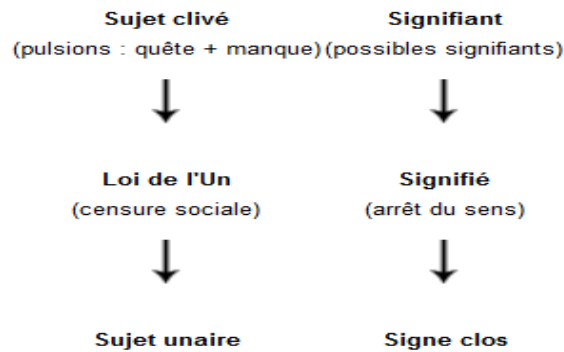 Sujet clivé Signifiant
(pulsions : quête + manque) (possibles signifiants)
Loi de l'Un Signifié
(censure sociale) (arrêt du sens)
Sujet unaire Signe clos